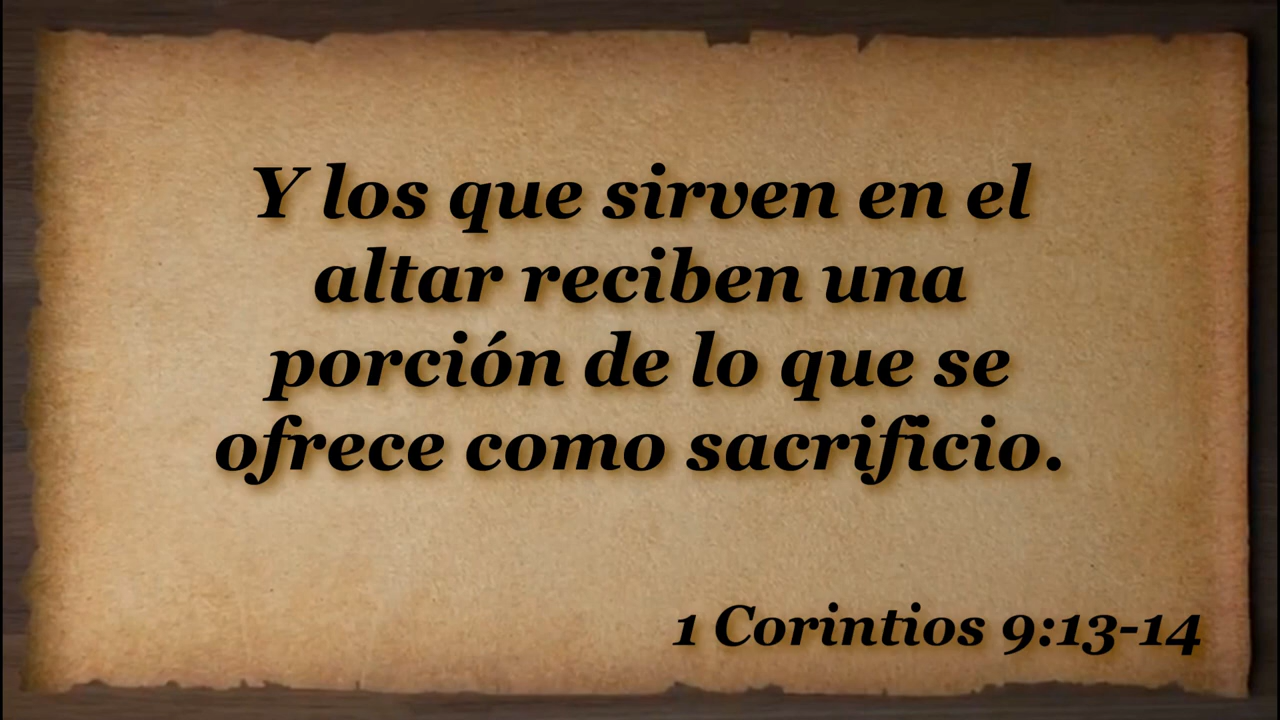 Y los que sirven en el
altar reciben una
porción de lo que se
ofrece como sacrificio.
1 Corintios 9:13-14